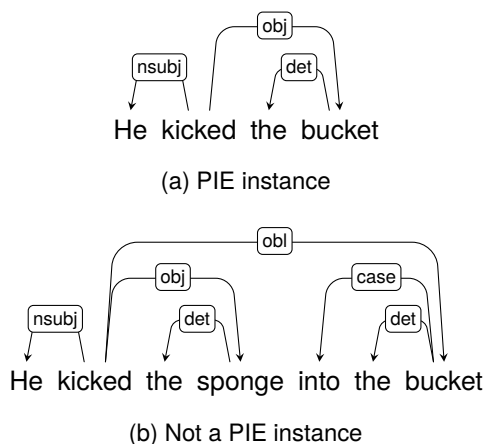 obj
nsubj det
He kicked the bucket
(a) PIE instance
obl
obj case
nsubj det det
He kicked the sponge into the bucket
(b) Not a PIE instance